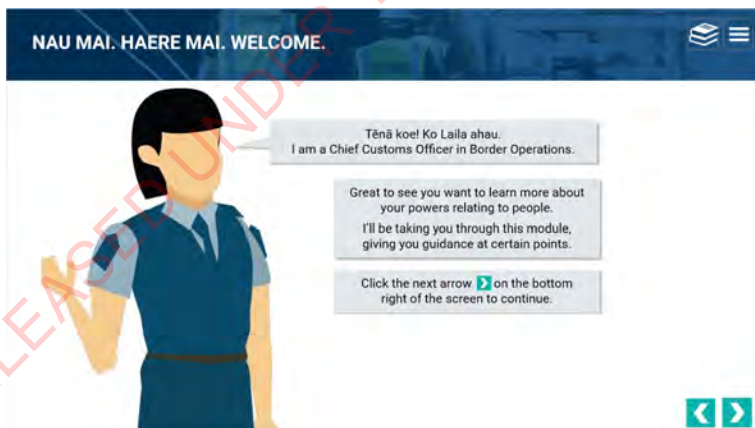 NAU MAI. HAERE MAI. WELCOME.
Tēnā koe! Ko Laila ahau.
I am a Chief Customs Officer in Border Operations.
Great to see you want to learn more about
your powers relating to people.
I'll be taking you through this module,
giving you guidance at certain points.
Click the next arrow on the bottom
right of the screen to continue.
LEASED UNDER